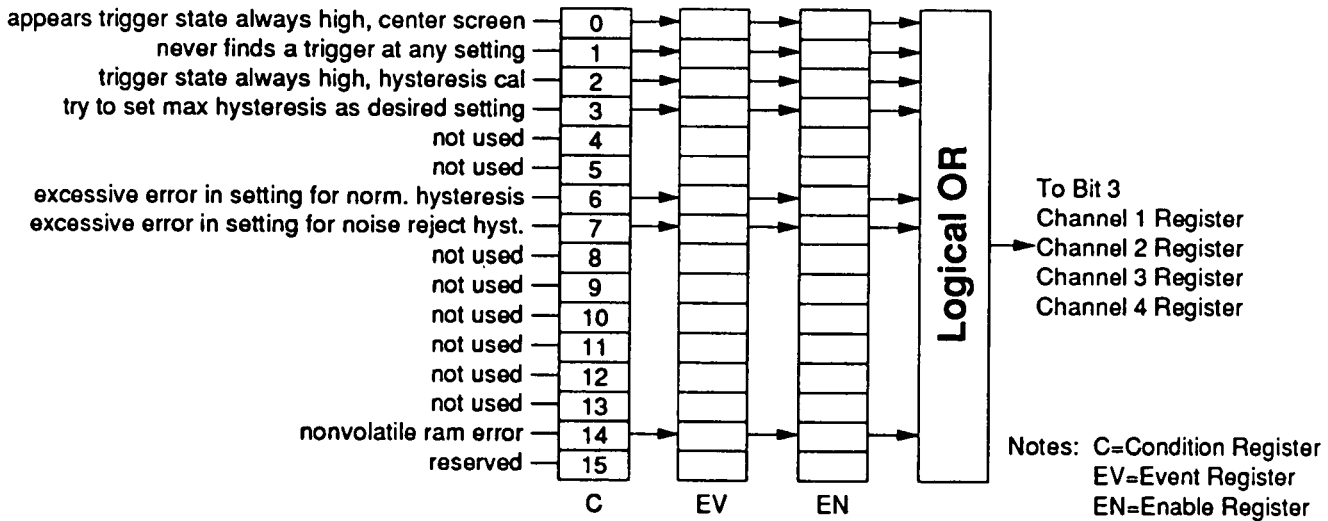 appears trigger state always high, center screen 0
never finds a trigger at any setting 1
trigger state always high, hysteresis cal 2
try to set max hysteresis as desired setting 3
not used 4
not used 5
excessive error in setting for norm. hysteresis 6
excessive error in setting for noise reject hyst. 7
not used 8
not used 9
not used 10
not used 11
not used 12
not used 13
nonvolatile ram error 14
reserved 15
C EV EN
Logical OR
To Bit 3
Channel 1 Register
Channel 2 Register
Channel 3 Register
Channel 4 Register
Notes: C=Condition Register
EV=Event Register
EN=Enable Register